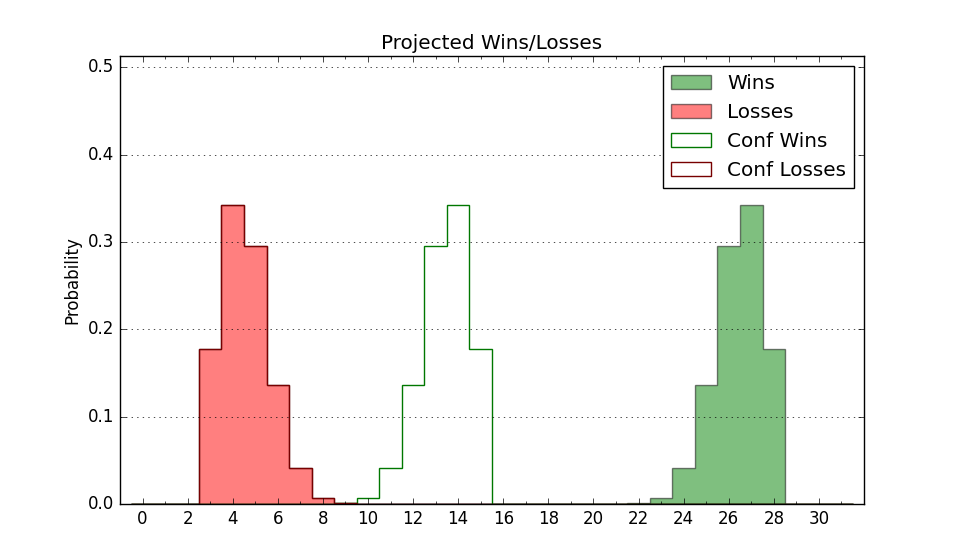 Projected Wins/Losses
Wins
Losses
Conf Wins
Conf Losses
Probability
0.5
0.4
0.3
0.2
0.1
0.0
0 2 4 6 8 10 12 14 16 18 20 22 24 26 28 30